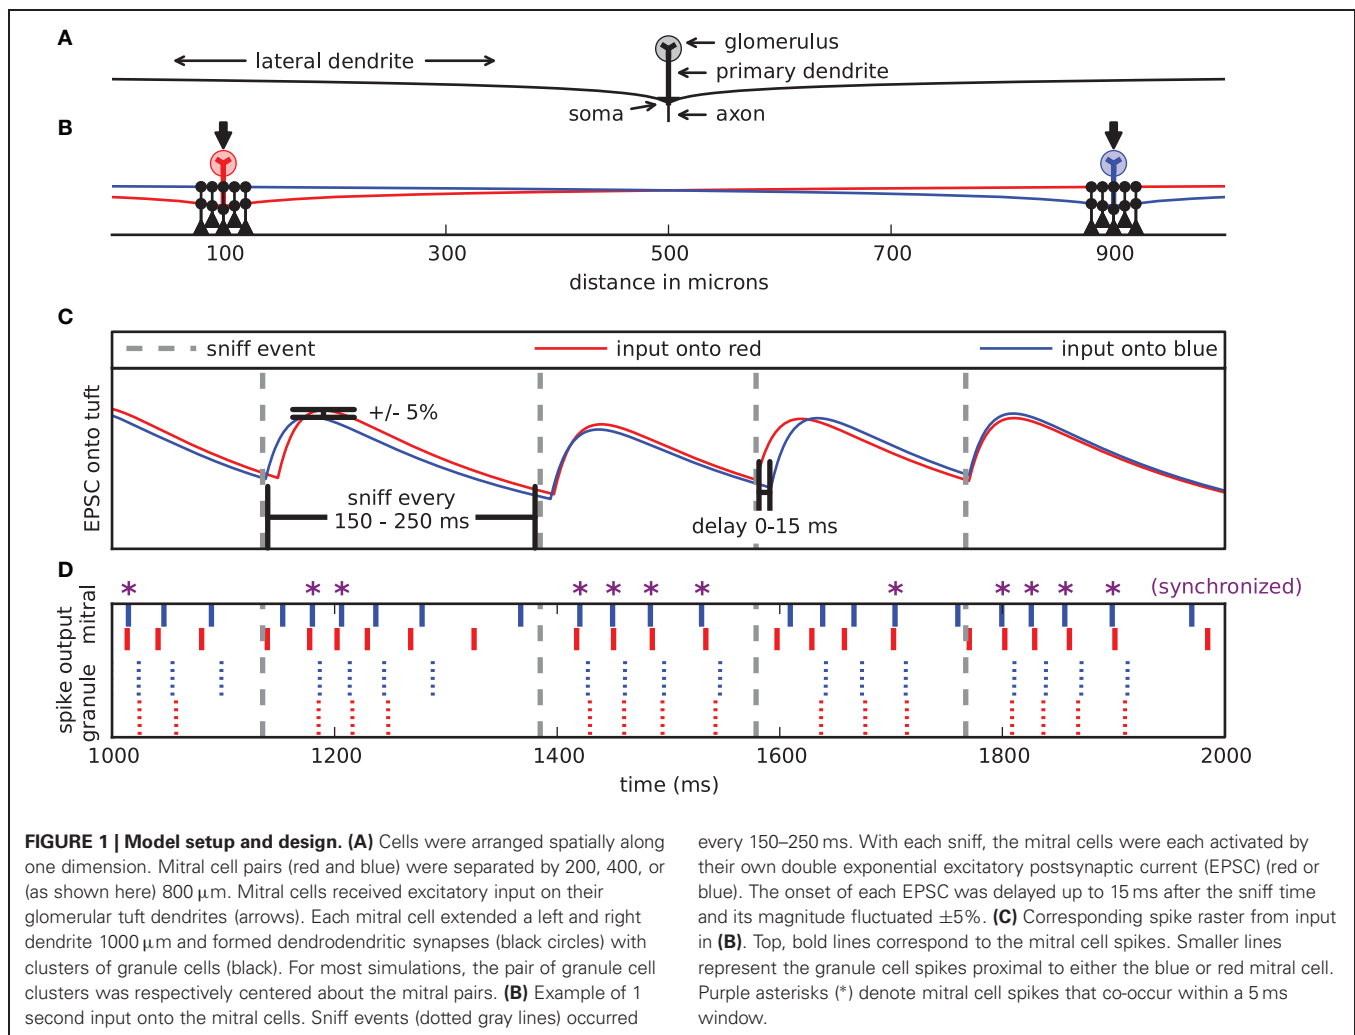 A
glomerulus
lateral dendrite
primary dendrite
soma
axon
B
100 300 500 700 900
distance in microns
C
sniff event input onto red input onto blue
EPSC onto tuft
+/- 5%
sniff every
150 - 250 ms
delay 0-15 ms
D
* * * * * * * * * * * * (synchronized)
spike output
granule mitral
1000 1200 1400 1600 1800 2000
time (ms)
FIGURE 1 | Model setup and design. (A) Cells were arranged spatially along
one dimension. Mitral cell pairs (red and blue) were separated by 200, 400, or
(as shown here) 800 μm. Mitral cells received excitatory input on their
glomerular tuft dendrites (arrows). Each mitral cell extended a left and right
dendrite 1000 μm and formed dendrodendritic synapses (black circles) with
clusters of granule cells (black). For most simulations, the pair of granule cell
clusters was respectively centered about the mitral pairs. (B) Example of 1
second input onto the mitral cells. Sniff events (dotted gray lines) occurred
every 150–250 ms. With each sniff, the mitral cells were each activated by
their own double exponential excitatory postsynaptic current (EPSC) (red or
blue). The onset of each EPSC was delayed up to 15 ms after the sniff time
and its magnitude fluctuated ±5%. (C) Corresponding spike raster from input
in (B). Top, bold lines correspond to the mitral cell spikes. Smaller lines
represent the granule cell spikes proximal to either the blue or red mitral cell.
Purple asterisks (*) denote mitral cell spikes that co-occur within a 5 ms
window.